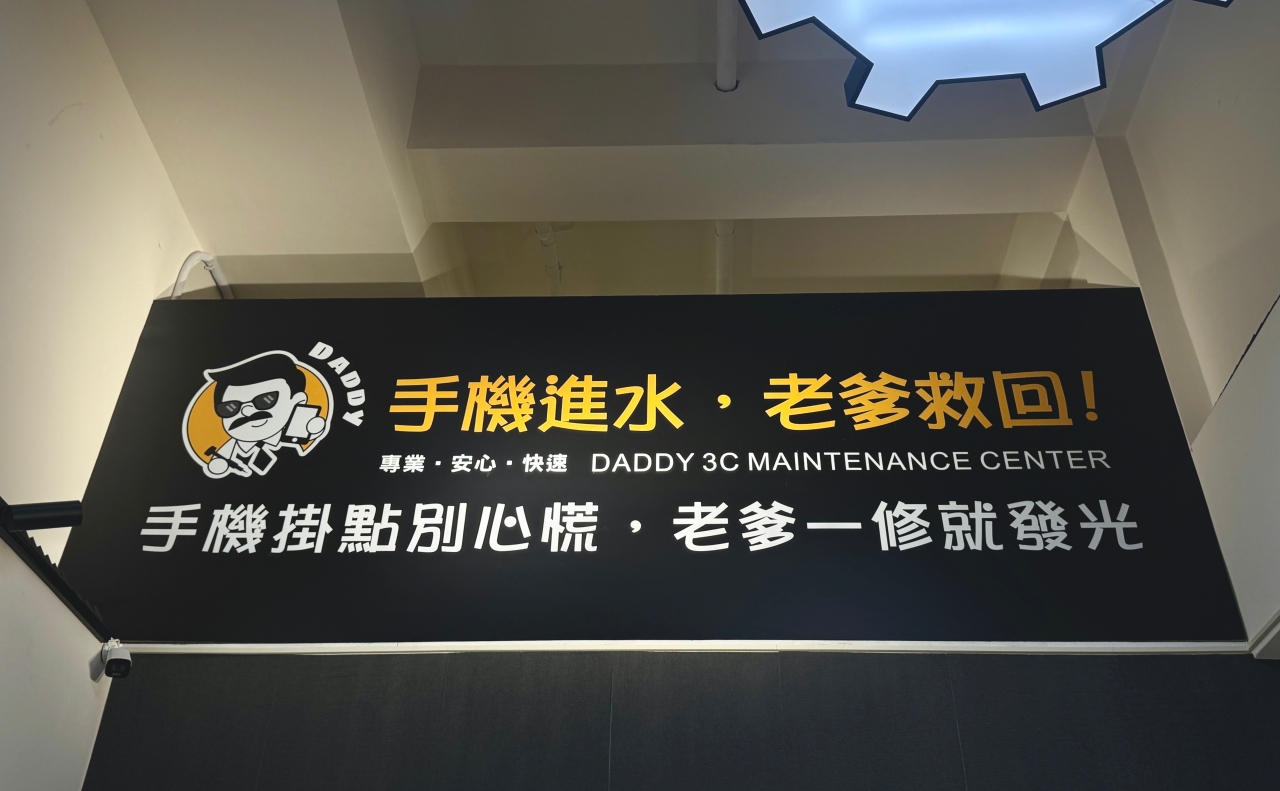 DADDY
手機進水，老爹救回!
專業·安心·快速 DADDY 3C MAINTENANCE CENTER
手機掛點別心慌，老爹一修就發光